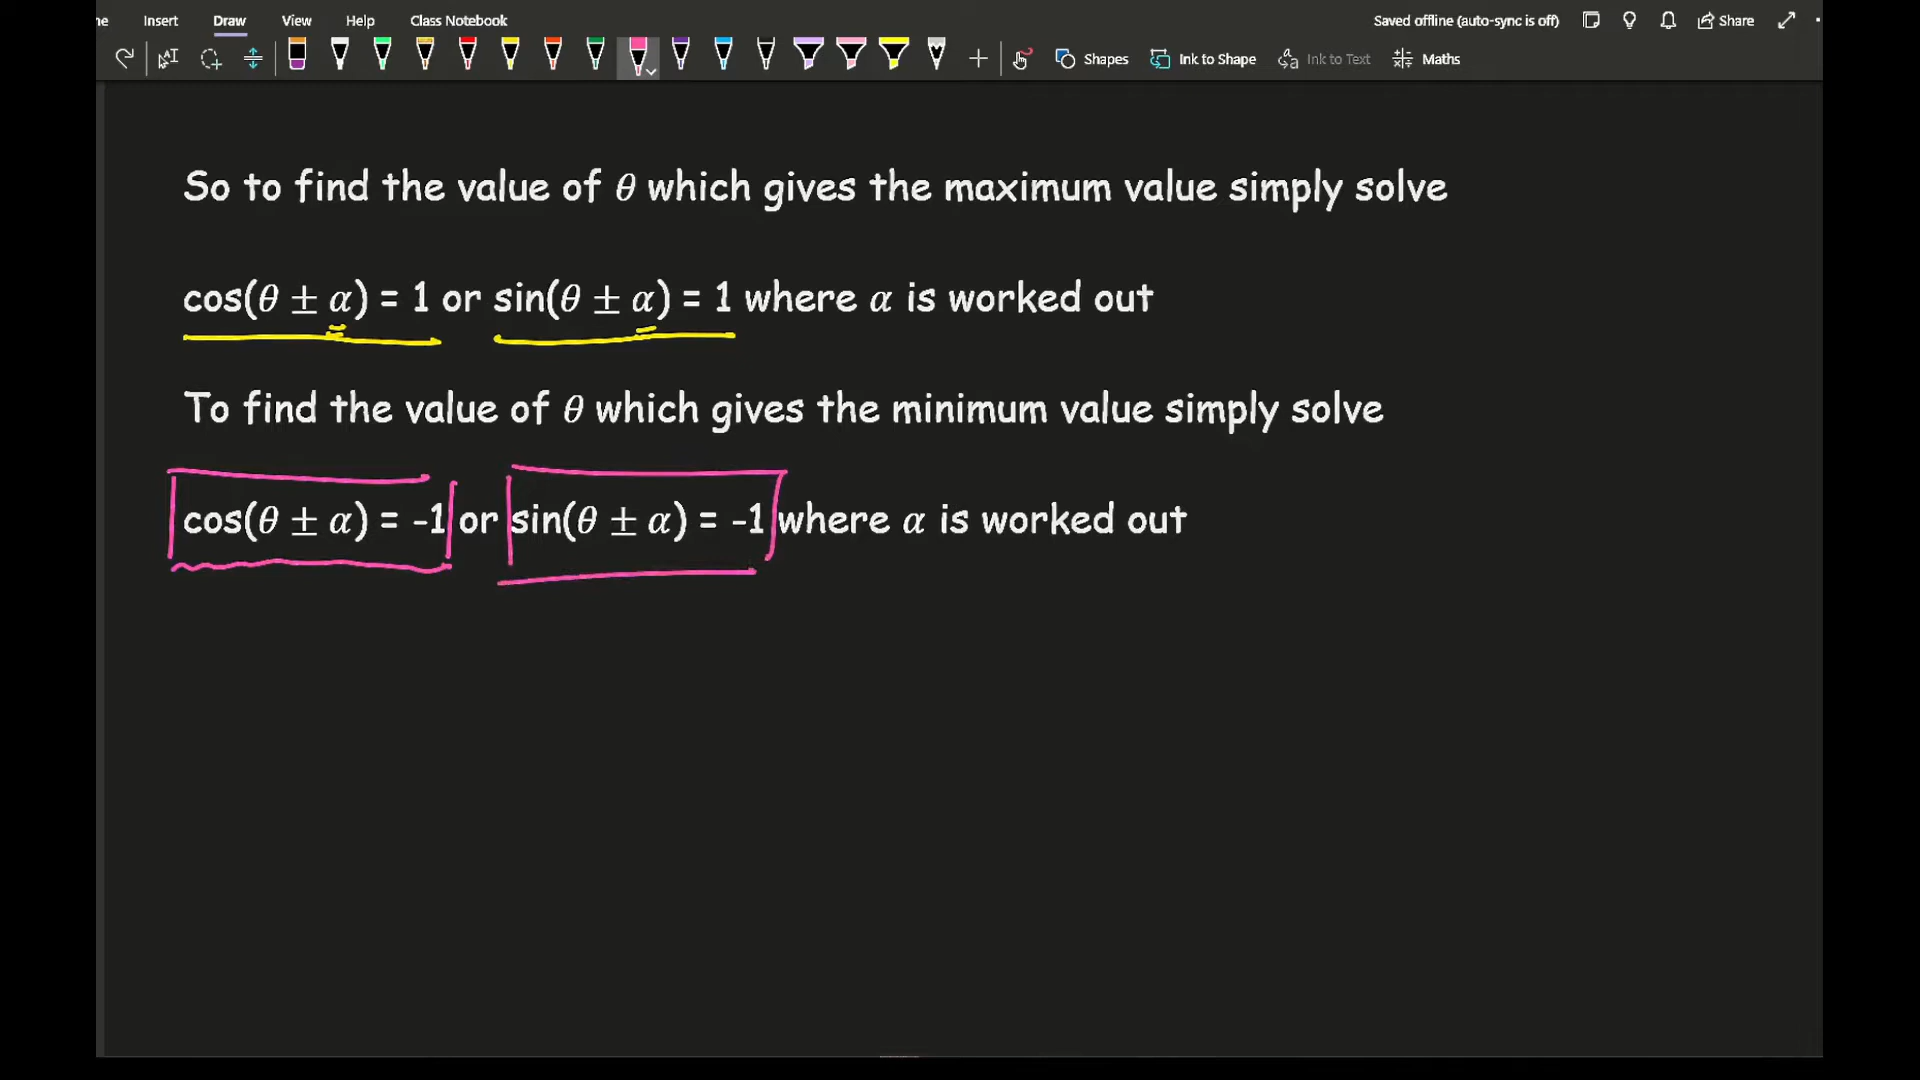 ne Insert Draw View Help Class Notebook Saved offline (auto-sync is off) Share
Shapes Ink to Shape Ink to Text Maths
So to find the value of θ which gives the maximum value simply solve
cos(θ ± α) = 1 or sin(θ ± α) = 1 where α is worked out
To find the value of θ which gives the minimum value simply solve
cos(θ ± α) = -1 or sin(θ ± α) = -1 where α is worked out